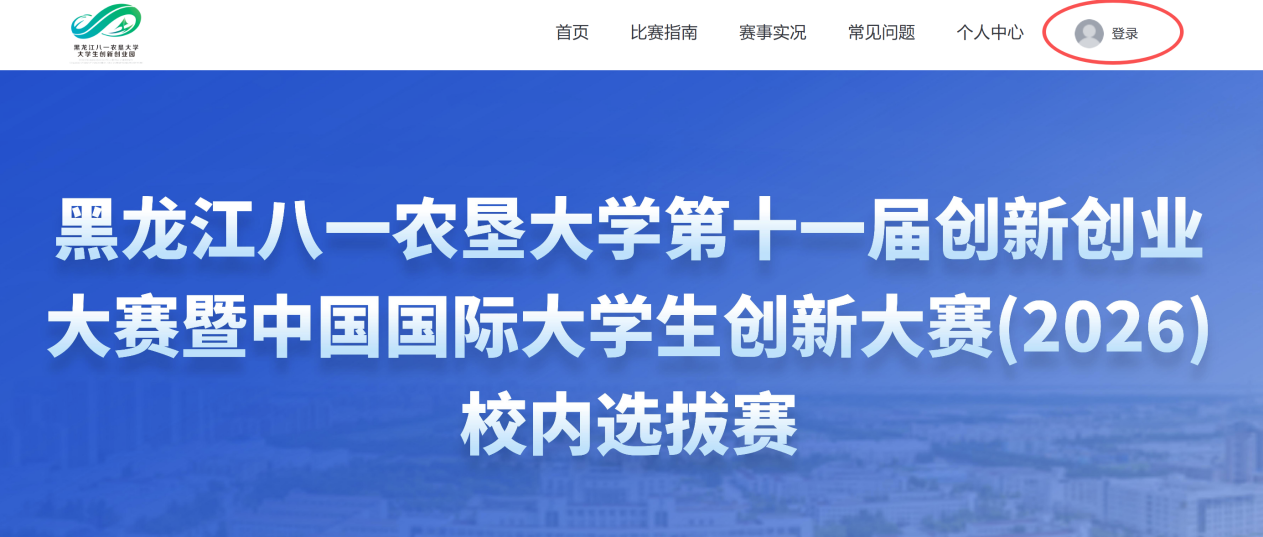 黑龙江八一农垦大学
大学生创新创业园
首页 比赛指南 赛事实况 常见问题 个人中心 登录
黑龙江八一农垦大学第十一届创新创业
大赛暨中国国际大学生创新大赛(2026)
校内选拔赛